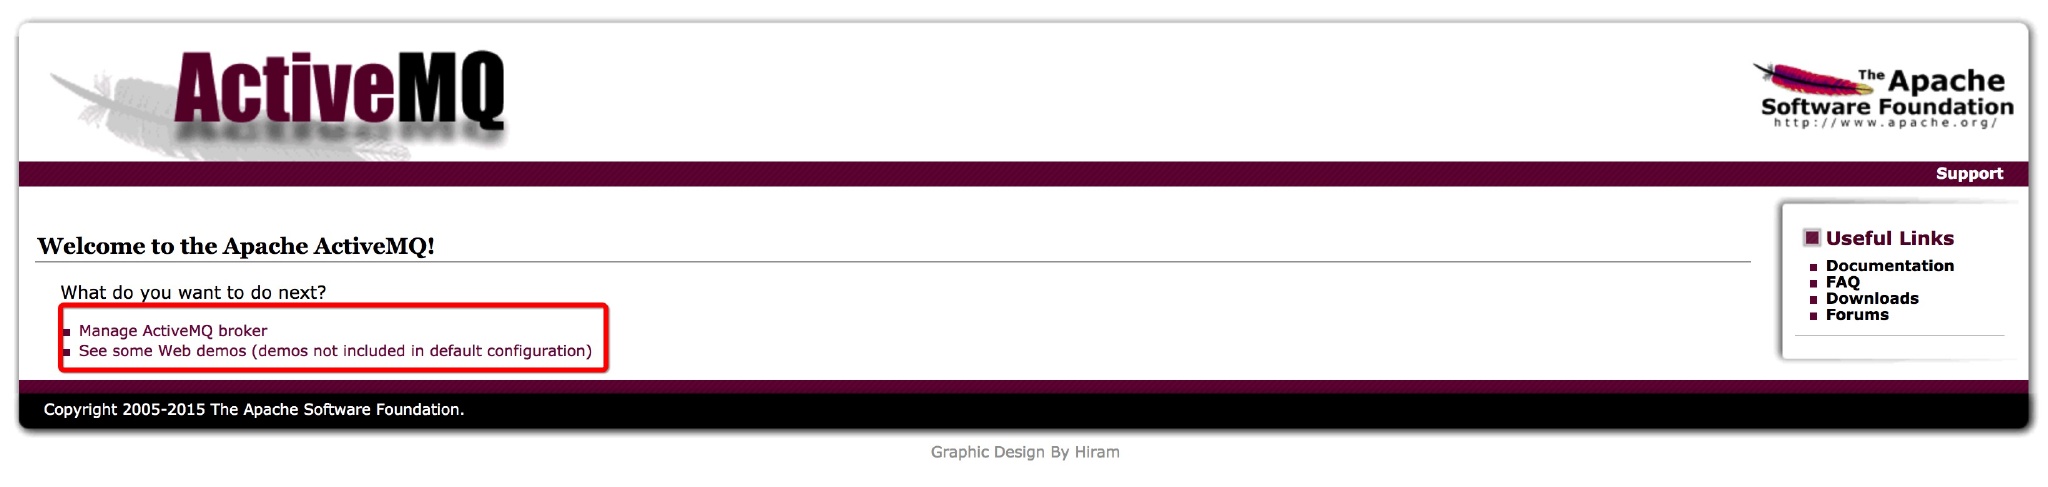 ActiveMQ
The Apache
Software Foundation
http://www.apache.org/
Support
Welcome to the Apache ActiveMQ!
What do you want to do next?
Manage ActiveMQ broker
See some Web demos (demos not included in default configuration)
Useful Links
Documentation
FAQ
Downloads
Forums
Copyright 2005-2015 The Apache Software Foundation.
Graphic Design By Hiram